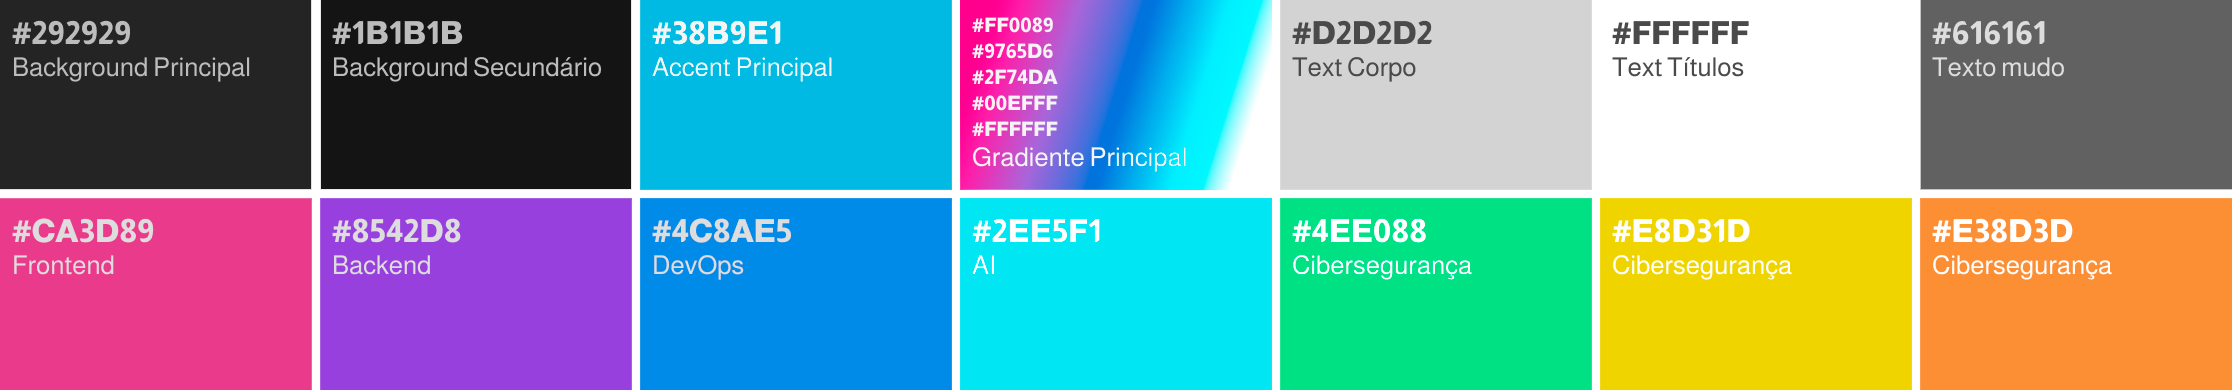 #292929
Background Principal
#1B1B1B
Background Secundário
#38B9E1
Accent Principal
#FF0089
#9765D6
#2F74DA
#00EFFF
#FFFFFF
Gradiente Principal
#D2D2D2
Text Corpo
#FFFFFF
Text Títulos
#616161
Texto mudo
#CA3D89
Frontend
#8542D8
Backend
#4C8AE5
DevOps
#2EE5F1
AI
#4EE088
Cibersegurança
#E8D31D
Cibersegurança
#E38D3D
Cibersegurança